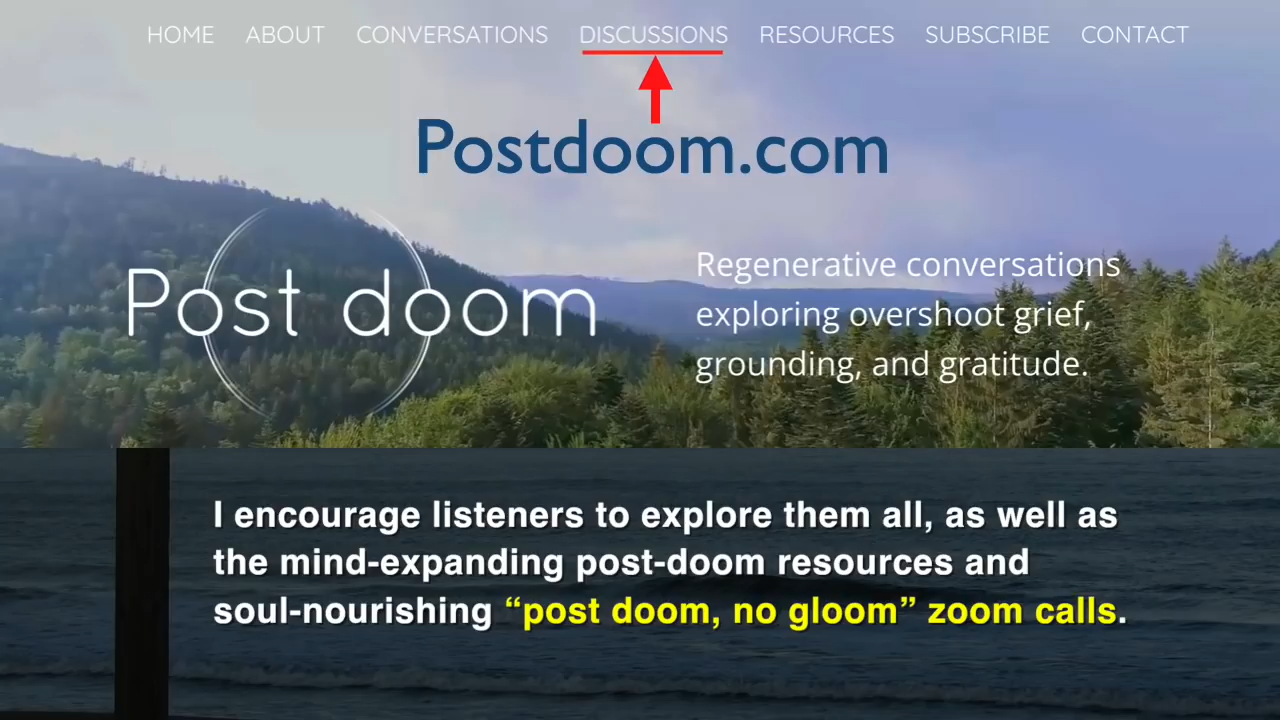 HOME ABOUT CONVERSATIONS DISCUSSIONS RESOURCES SUBSCRIBE CONTACT
Postdoom.com
Post doom
Regenerative conversations
exploring overshoot grief,
grounding, and gratitude.
I encourage listeners to explore them all, as well as
the mind-expanding post-doom resources and
soul-nourishing “post doom, no gloom” zoom calls.